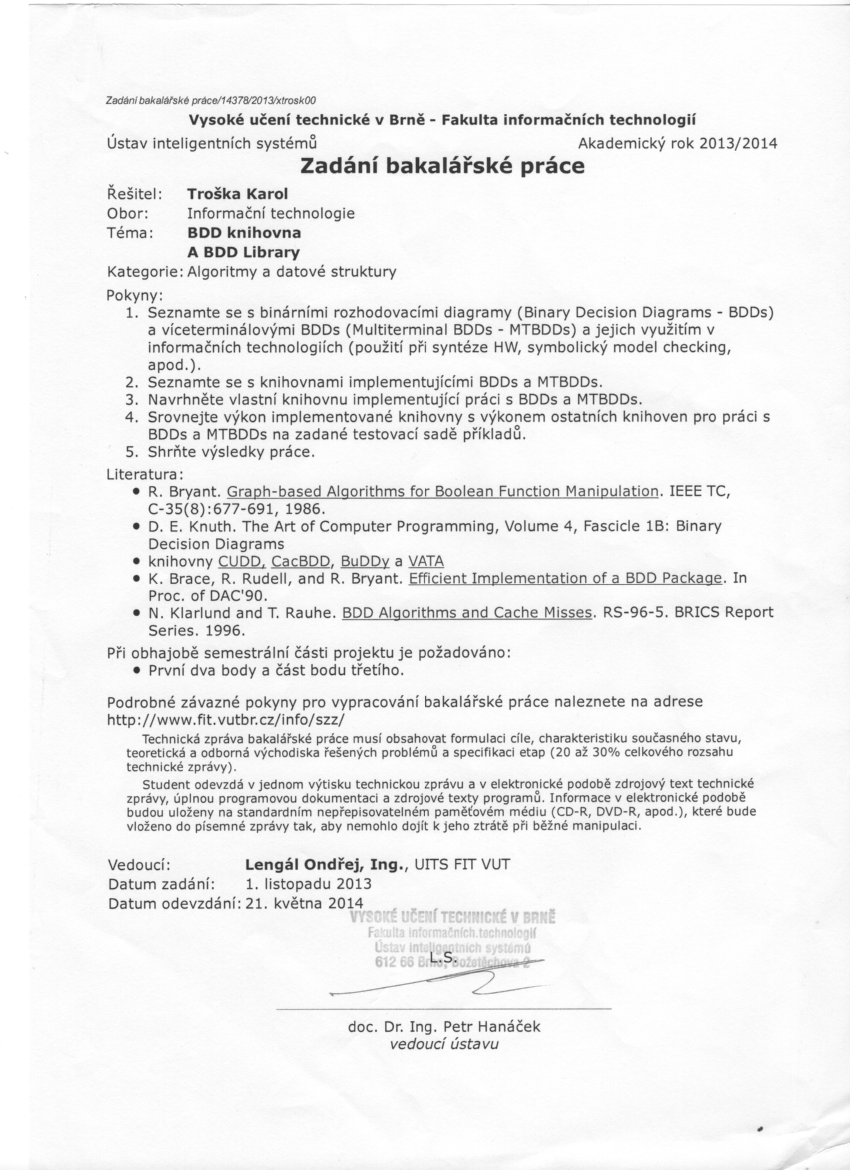 Zadání bakalářské práce/14378/2013/xtrosk00
Vysoké učení technické v Brně - Fakulta informačních technologií
Ústav inteligentních systémů Akademický rok 2013/2014
Zadání bakalářské práce
Řešitel: Troška Karol
Obor: Informační technologie
Téma: BDD knihovna
A BDD Library
Kategorie: Algoritmy a datové struktury
Pokyny:
1. Seznamte se s binárními rozhodovacími diagramy (Binary Decision Diagrams - BDDs)
a víceterminálovými BDDs (Multiterminal BDDs - MTBDDs) a jejich využitím v
informačních technologiích (použití při syntéze HW, symbolický model checking,
apod.).
2. Seznamte se s knihovnami implementujícími BDDs a MTBDDs.
3. Navrhněte vlastní knihovnu implementující práci s BDDs a MTBDDs.
4. Srovnejte výkon implementované knihovny s výkonem ostatních knihoven pro práci s
BDDs a MTBDDs na zadané testovací sadě příkladů.
5. Shrňte výsledky práce.
Literatura:
• R. Bryant. Graph-based Algorithms for Boolean Function Manipulation. IEEE TC,
C-35(8):677-691, 1986.
• D. E. Knuth. The Art of Computer Programming, Volume 4, Fascicle 1B: Binary
Decision Diagrams
• knihovny CUDD, CacBDD, BuDDy a VATA
• K. Brace, R. Rudell, and R. Bryant. Efficient Implementation of a BDD Package. In
Proc. of DAC'90.
• N. Klarlund and T. Rauhe. BDD Algorithms and Cache Misses. RS-96-5. BRICS Report
Series. 1996.
Při obhajobě semestrální části projektu je požadováno:
• První dva body a část bodu třetího.
Podrobné závazné pokyny pro vypracování bakalářské práce naleznete na adrese
http://www.fit.vutbr.cz/info/szz/
Technická zpráva bakalářské práce musí obsahovat formulaci cíle, charakteristiku současného stavu,
teoretická a odborná východiska řešených problémů a specifikaci etap (20 až 30% celkového rozsahu
technické zprávy).
Student odevzdá v jednom výtisku technickou zprávu a v elektronické podobě zdrojový text technické
zprávy, úplnou programovou dokumentaci a zdrojové texty programů. Informace v elektronické podobě
budou uloženy na standardním nepřepisovatelném paměťovém médiu (CD-R, DVD-R, apod.), které bude
vloženo do písemné zprávy tak, aby nemohlo dojít k jeho ztrátě při běžné manipulaci.
Vedoucí: Lengál Ondřej, Ing., UITS FIT VUT
Datum zadání: 1. listopadu 2013
Datum odevzdání: 21. května 2014
VYSOKÉ UČENÍ TECHNICKÉ V BRNĚ
Fakulta informačních technologií
Ústav inteligentních systémů
L.S.
612 66 Brno, Božetěchova 2
doc. Dr. Ing. Petr Hanáček
vedoucí ústavu